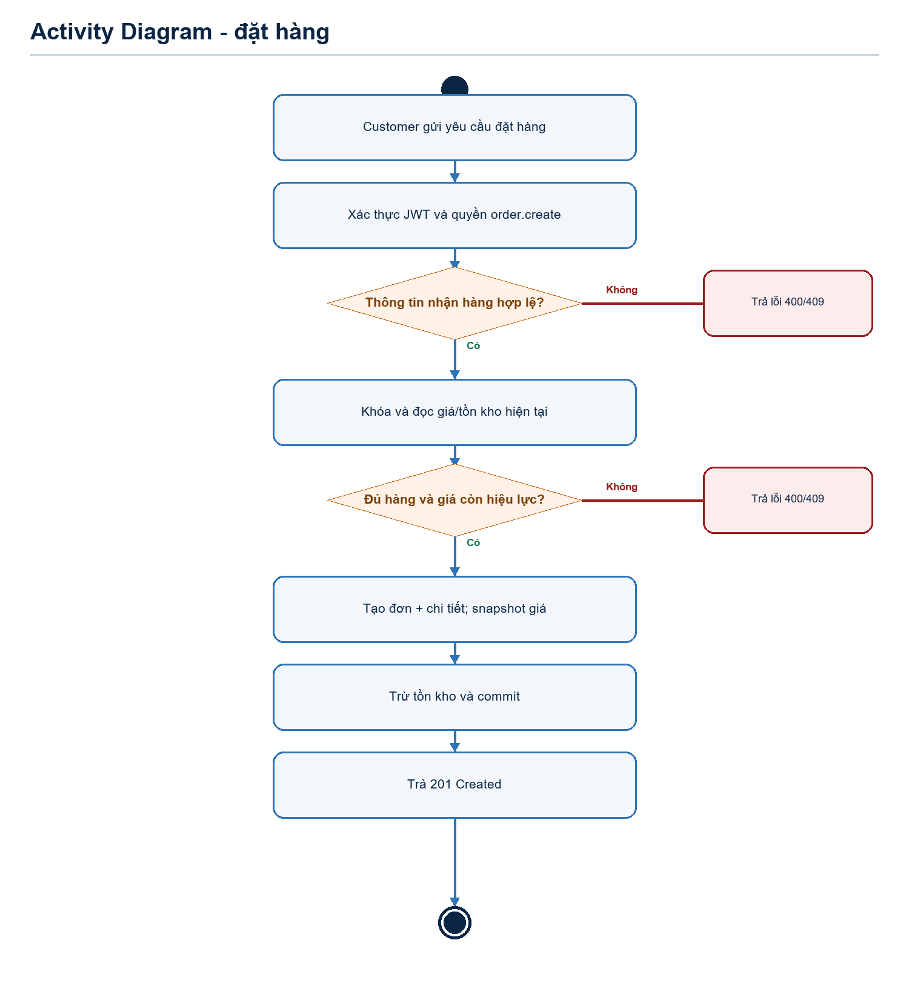 Activity Diagram - đặt hàng
Customer gửi yêu cầu đặt hàng
Xác thực JWT và quyền order.create
Thông tin nhận hàng hợp lệ?
Không
Trả lỗi 400/409
Có
Khóa và đọc giá/tồn kho hiện tại
Đủ hàng và giá còn hiệu lực?
Không
Trả lỗi 400/409
Có
Tạo đơn + chi tiết; snapshot giá
Trừ tồn kho và commit
Trả 201 Created